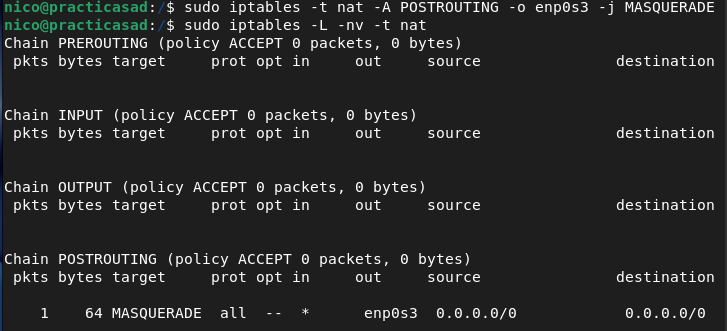 nico@practicasad:/$ sudo iptables -t nat -A POSTROUTING -o enp0s3 -j MASQUERADE
nico@practicasad:/$ sudo iptables -L -nv -t nat
Chain PREROUTING (policy ACCEPT 0 packets, 0 bytes)
 pkts bytes target     prot opt in     out     source               destination
Chain INPUT (policy ACCEPT 0 packets, 0 bytes)
 pkts bytes target     prot opt in     out     source               destination
Chain OUTPUT (policy ACCEPT 0 packets, 0 bytes)
 pkts bytes target     prot opt in     out     source               destination
Chain POSTROUTING (policy ACCEPT 0 packets, 0 bytes)
 pkts bytes target     prot opt in     out     source               destination
    1    64 MASQUERADE  all  --  *      enp0s3  0.0.0.0/0            0.0.0.0/0